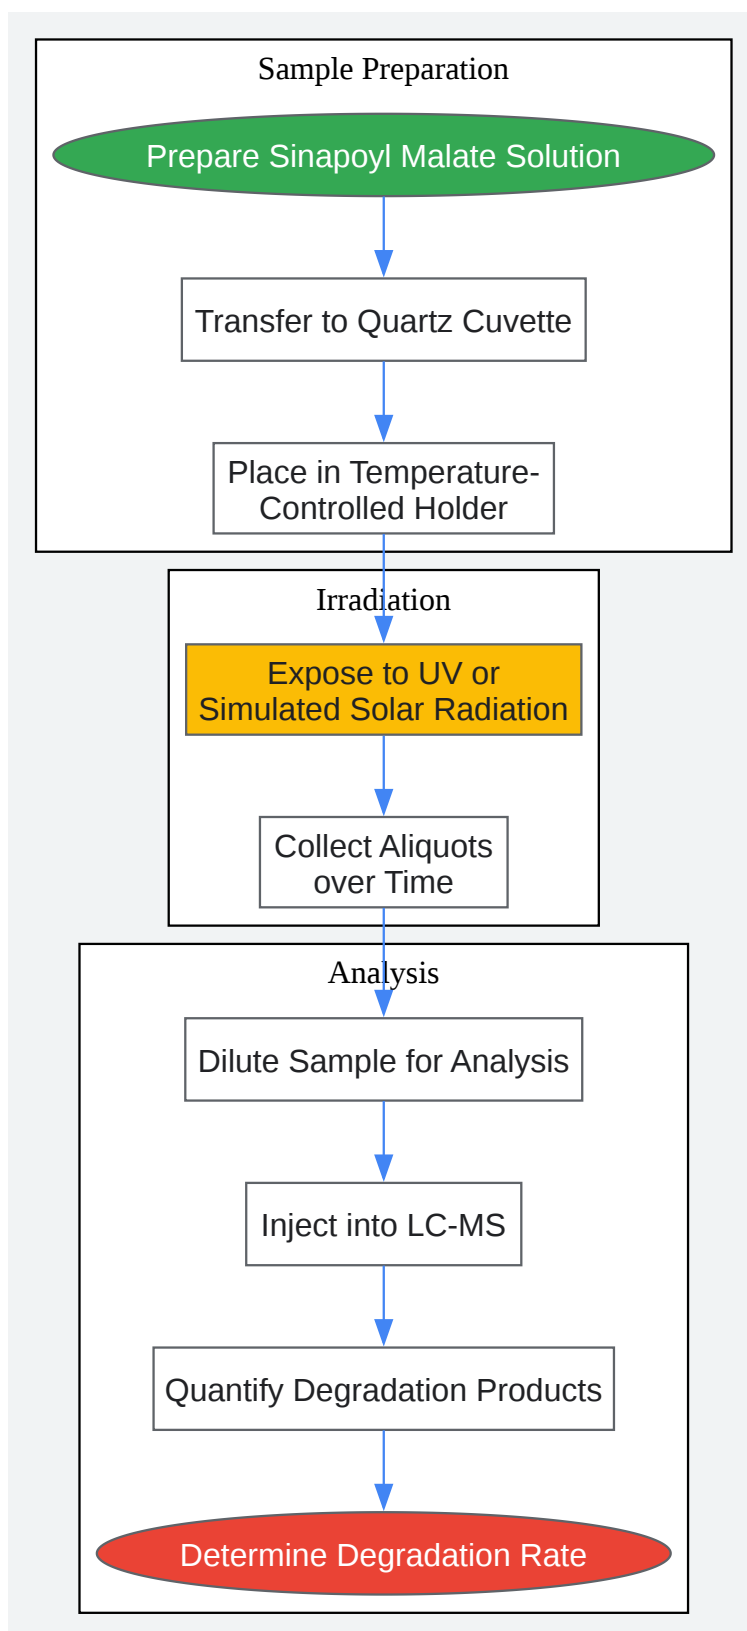 Sample Preparation
Prepare Sinapoyl Malate Solution
Transfer to Quartz Cuvette
Place in Temperature-
Controlled Holder
Irradiation
Expose to UV or
Simulated Solar Radiation
Collect Aliquots
over Time
Analysis
Dilute Sample for Analysis
Inject into LC-MS
Quantify Degradation Products
Determine Degradation Rate